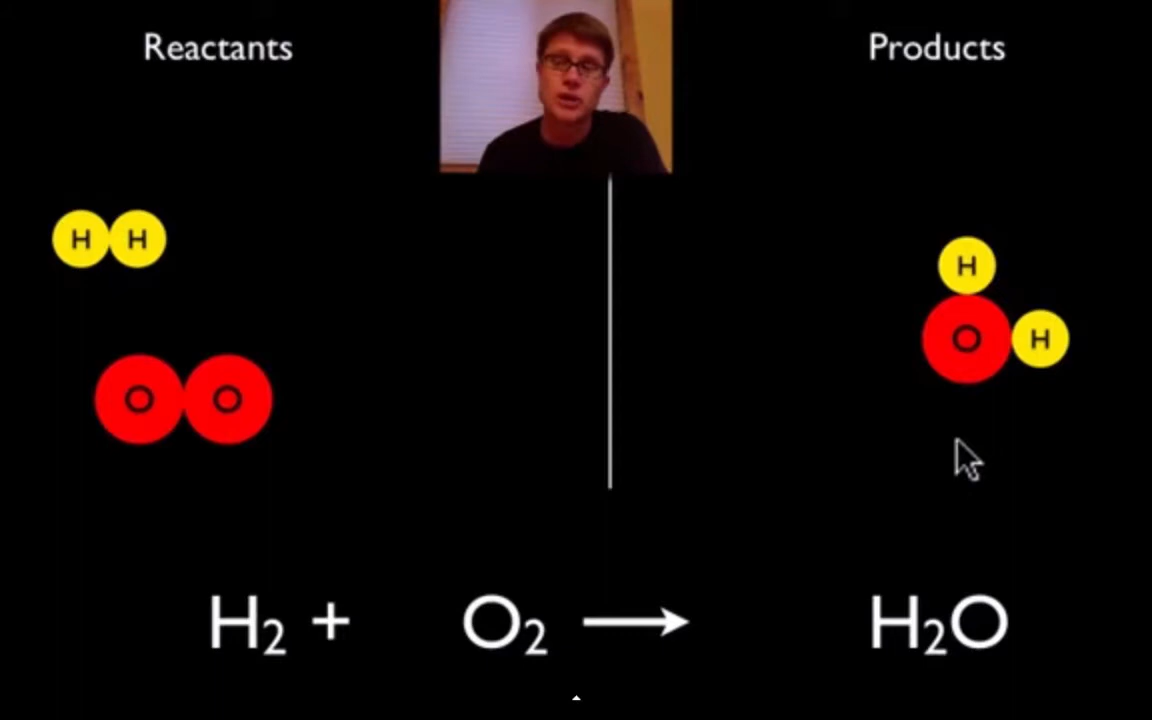 Reactants
Products
H H
H
O H
O O
H₂ + O₂ → H₂O